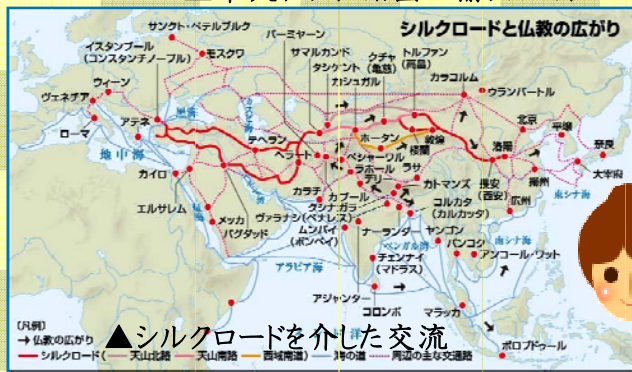 シルクロードと仏教の広がり
サンクト・ペテルブルク
イスタンブール
(コンスタンチノープル)
モスクワ
バーミヤーン
サマルカンド
タシケント
カシュガル
クチャ
(亀慈)
トルファン
(高昌)
カラコルム
ウランバートル
ウィーン
ヴェネチア
ローマ
アテネ
黒海
カスピ海
地中海
テヘラン
ヘラート
ホータン
楼蘭
敦煌
洛陽
北京
平壌
奈良
大宰府
ペシャーワル
ラホール
デリー
ラサ
カトマンズ
長安
(西安)
揚州
広州
東シナ海
カイロ
エルサレム
紅海
メッカ
バグダッド
カラチ
カブール
クシナガラ
ヴァラナシ(ベナレス)
ムンバイ
(ボンベイ)
ナーランダー
コルカタ
(カルカッタ)
ヤンゴン
バンコク
アンコール・ワット
南シナ海
ベンガル湾
アラビア海
チェンナイ
(マドラス)
アジャンター
コロンボ
マラッカ
ボロブドゥール
洋
[凡例]
→仏教の広がり
▲シルクロードを介した交流
シルクロード(
天山北路
天山南路
西域南道)
海の道
周辺の主な交通路